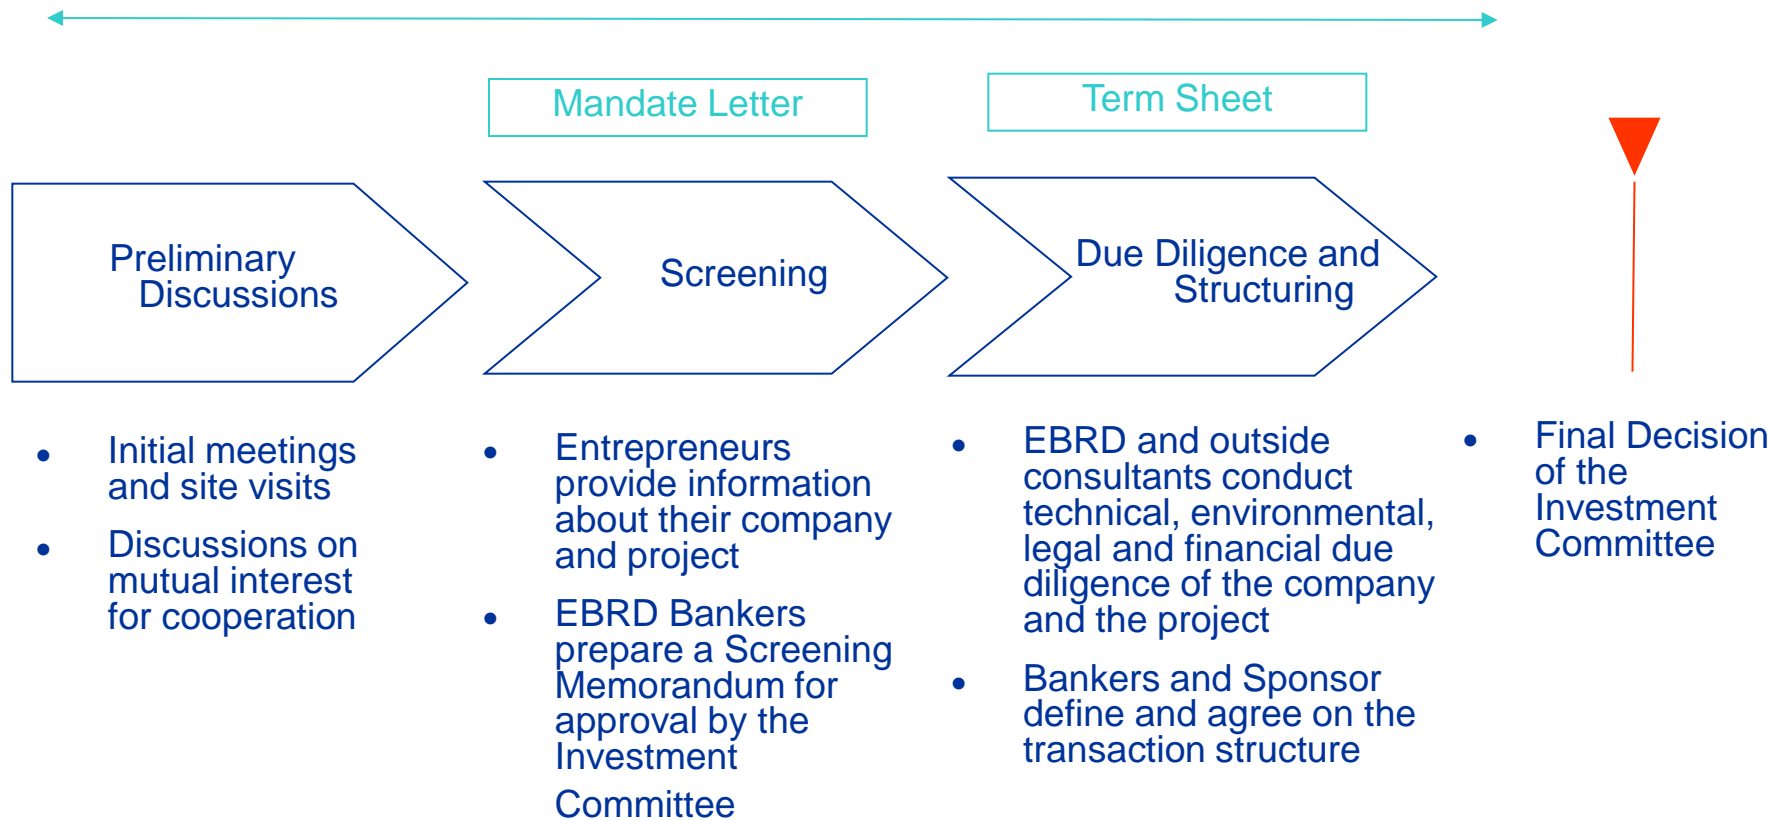 Mandate Letter
Term Sheet
Preliminary
Discussions
Screening
Due Diligence and
Structuring
• Initial meetings
and site visits
• Discussions on
mutual interest
for cooperation
• Entrepreneurs
provide information
about their company
and project
• EBRD Bankers
prepare a Screening
Memorandum for
approval by the
Investment
Committee
• EBRD and outside
consultants conduct
technical, environmental,
legal and financial due
diligence of the company
and the project
• Bankers and Sponsor
define and agree on the
transaction structure
• Final Decision
of the
Investment
Committee